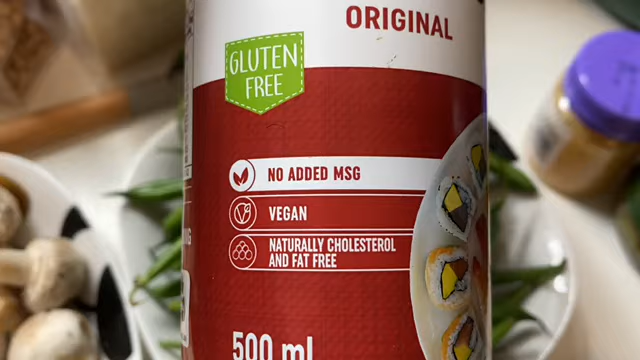 ORIGINAL
GLUTEN
FREE
NO ADDED MSG
VEGAN
NATURALLY CHOLESTEROL
AND FAT FREE
500 ml